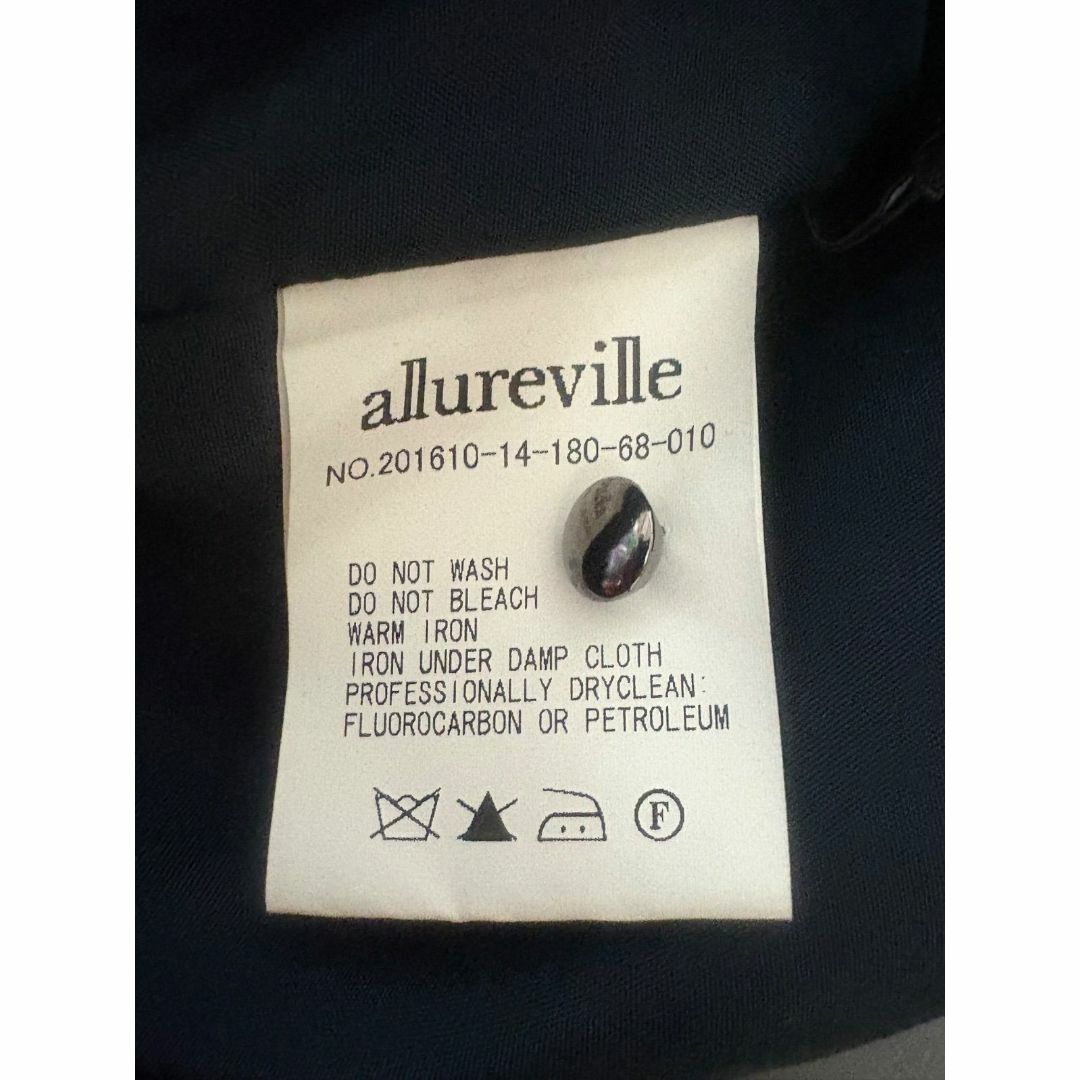 allureville
NO.201610-14-180-68-010
DO NOT WASH
DO NOT BLEACH
WARM IRON
IRON UNDER DAMP CLOTH
PROFESSIONALLY DRYCLEAN:
FLUOROCARBON OR PETROLEUM
F